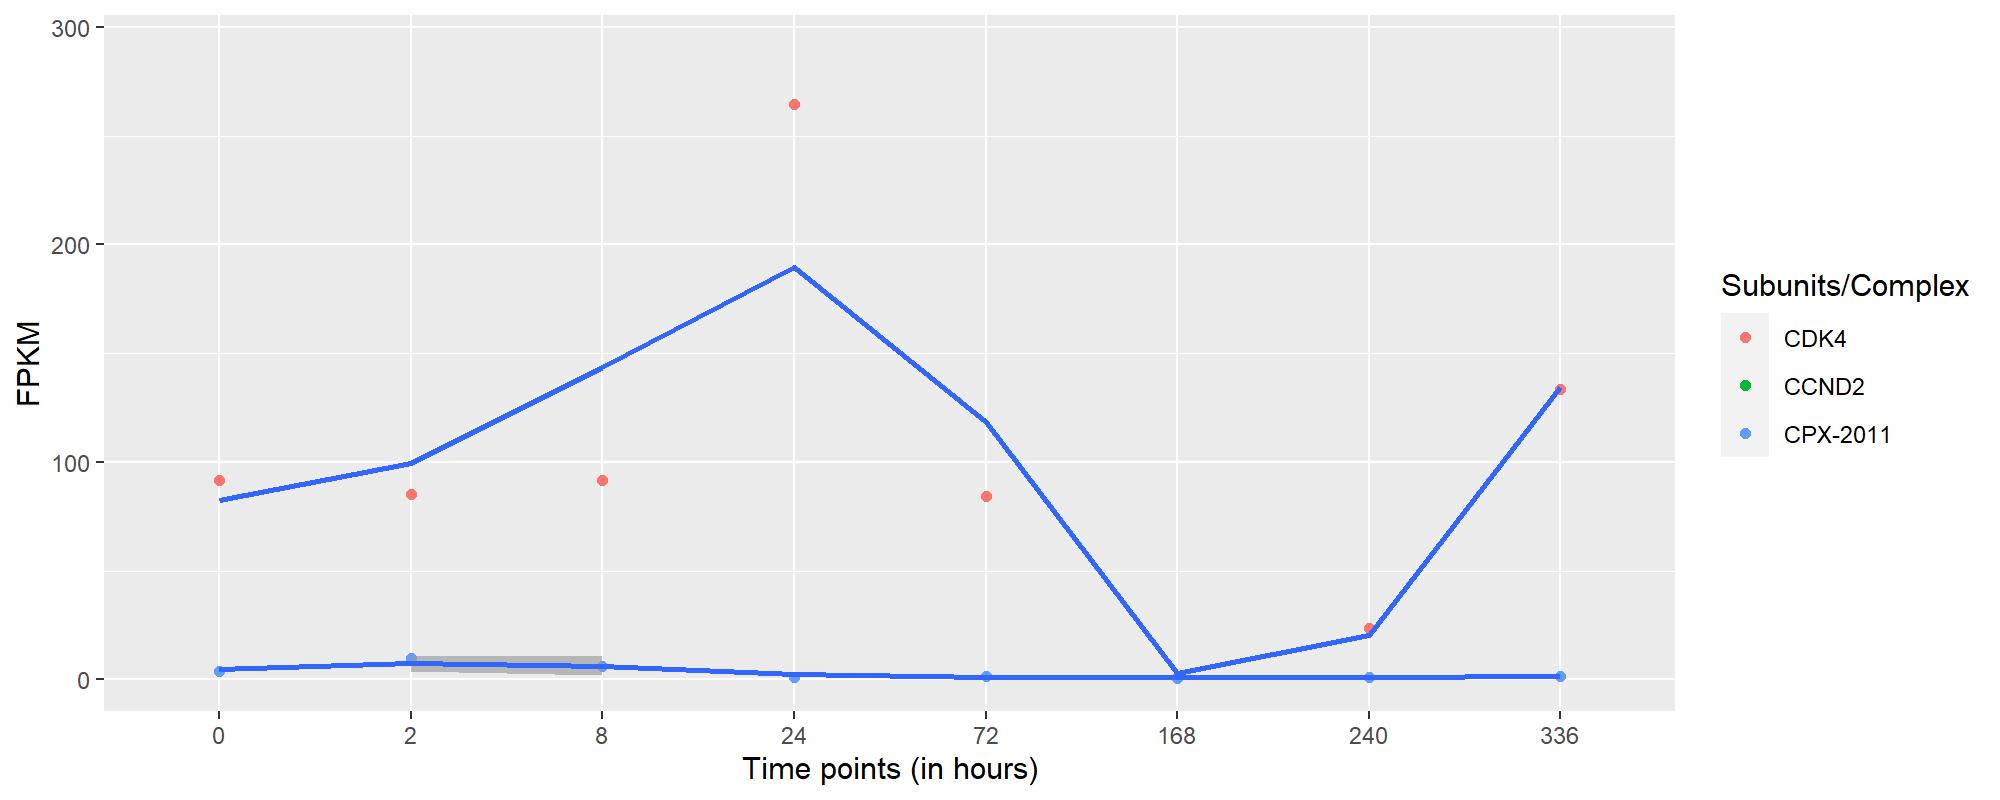 300
200
100
0
FPKM
0 2 8 24 72 168 240 336
Time points (in hours)
Subunits/Complex
CDK4
CCND2
CPX-2011